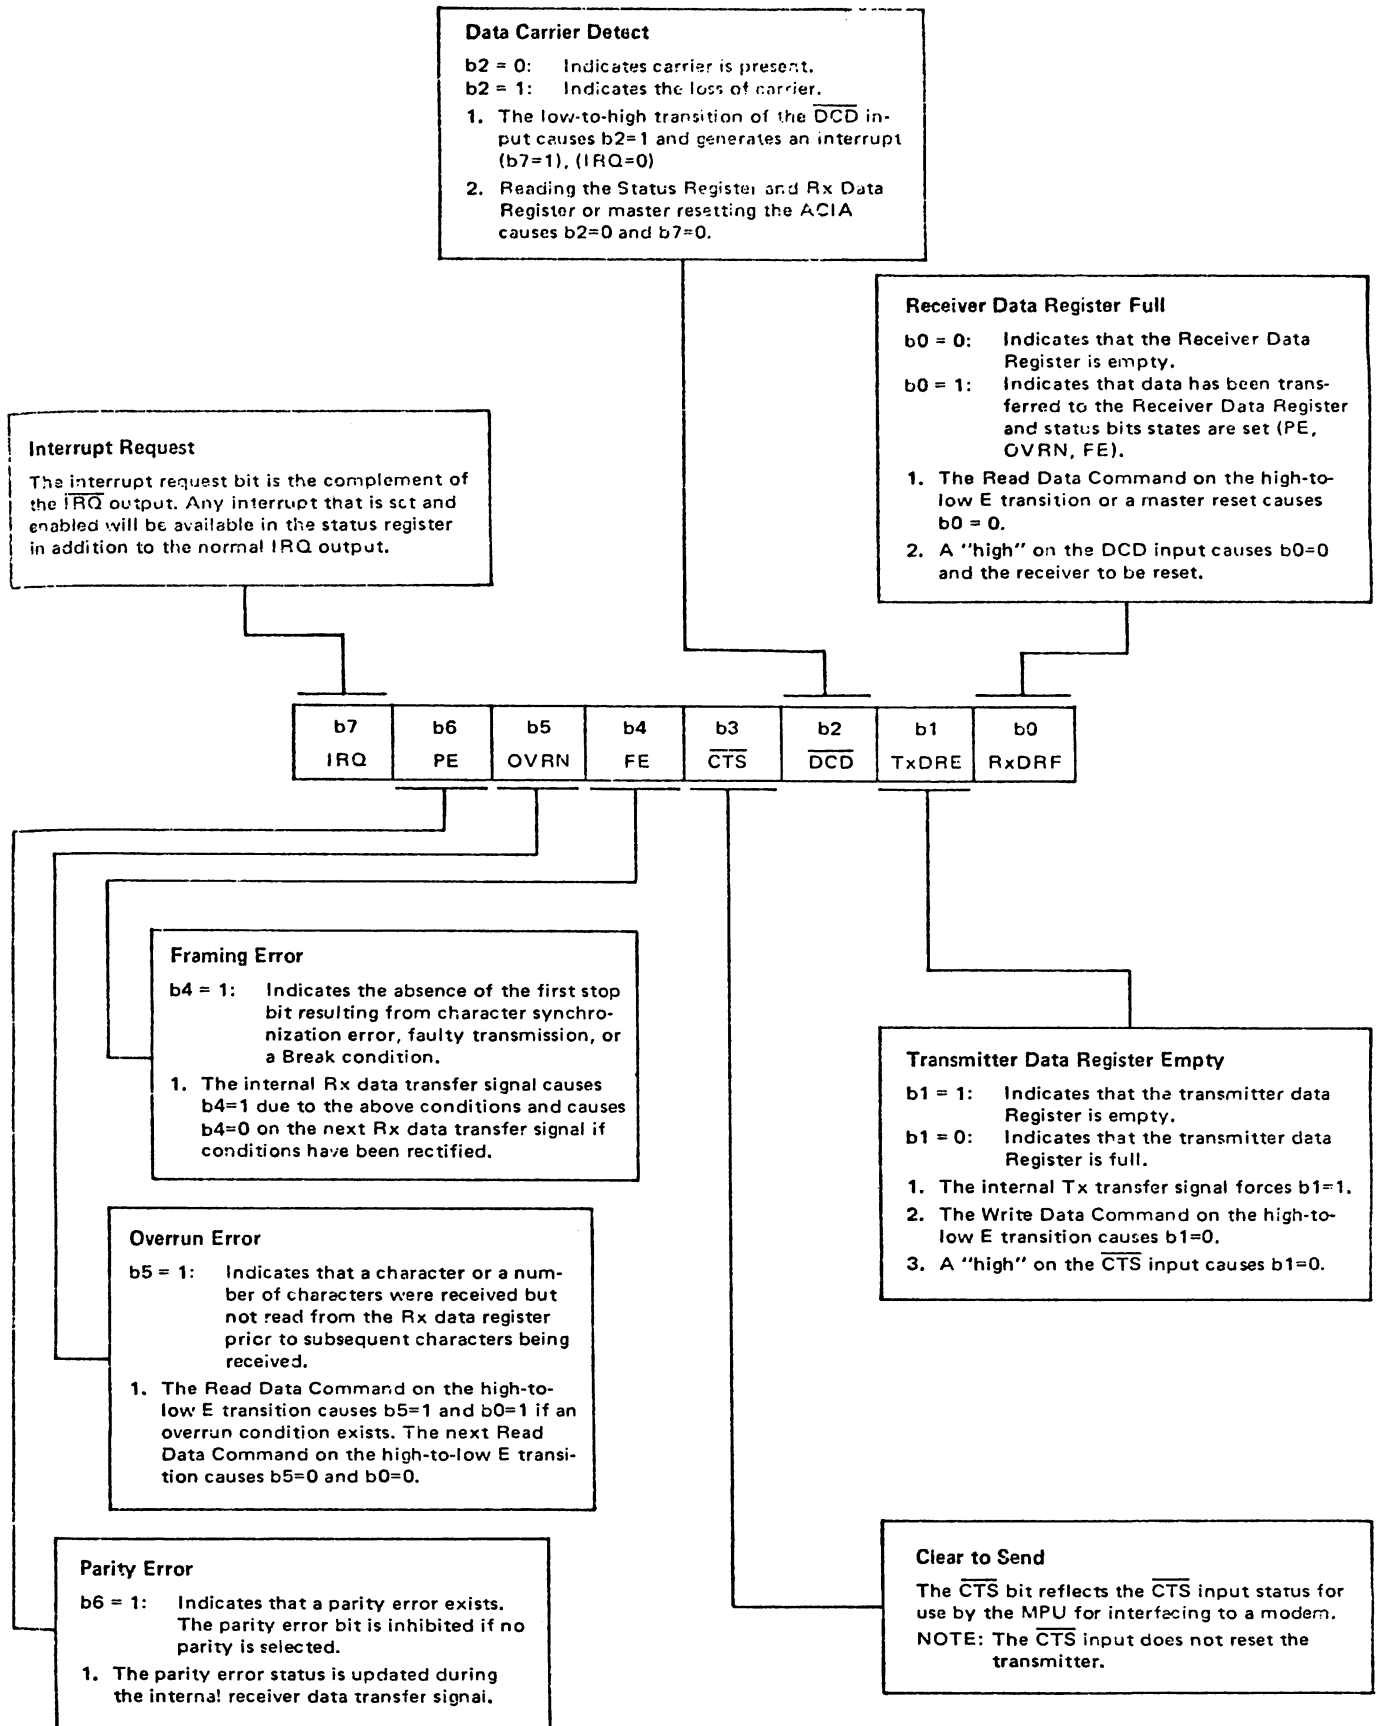 Data Carrier Detect
b2 = 0: Indicates carrier is present.
b2 = 1: Indicates the loss of carrier.
1. The low-to-high transition of the D̅C̅D̅ in-
put causes b2=1 and generates an interrupt
(b7=1), (IRQ=0)
2. Reading the Status Register and Rx Data
Register or master resetting the ACIA
causes b2=0 and b7=0.
Receiver Data Register Full
b0 = 0: Indicates that the Receiver Data
Register is empty.
b0 = 1: Indicates that data has been trans-
ferred to the Receiver Data Register
and status bits states are set (PE,
OVRN, FE).
1. The Read Data Command on the high-to-
low E transition or a master reset causes
b0 = 0.
2. A "high" on the DCD input causes b0=0
and the receiver to be reset.
Interrupt Request
The interrupt request bit is the complement of
the I̅R̅Q̅ output. Any interrupt that is set and
enabled will be available in the status register
in addition to the normal IRQ output.
b7 b6 b5 b4 b3 b2 b1 b0
IRQ PE OVRN FE C̅T̅S̅ D̅C̅D̅ TxDRE RxDRF
Framing Error
b4 = 1: Indicates the absence of the first stop
bit resulting from character synchro-
nization error, faulty transmission, or
a Break condition.
1. The internal Rx data transfer signal causes
b4=1 due to the above conditions and causes
b4=0 on the next Rx data transfer signal if
conditions have been rectified.
Transmitter Data Register Empty
b1 = 1: Indicates that the transmitter data
Register is empty.
b1 = 0: Indicates that the transmitter data
Register is full.
1. The internal Tx transfer signal forces b1=1.
2. The Write Data Command on the high-to-
low E transition causes b1=0.
3. A "high" on the C̅T̅S̅ input causes b1=0.
Overrun Error
b5 = 1: Indicates that a character or a num-
ber of characters were received but
not read from the Rx data register
prior to subsequent characters being
received.
1. The Read Data Command on the high-to-
low E transition causes b5=1 and b0=1 if an
overrun condition exists. The next Read
Data Command on the high-to-low E transi-
tion causes b5=0 and b0=0.
Parity Error
b6 = 1: Indicates that a parity error exists.
The parity error bit is inhibited if no
parity is selected.
1. The parity error status is updated during
the internal receiver data transfer signal.
Clear to Send
The C̅T̅S̅ bit reflects the C̅T̅S̅ input status for
use by the MPU for interfacing to a modem.
NOTE: The C̅T̅S̅ input does not reset the
transmitter.